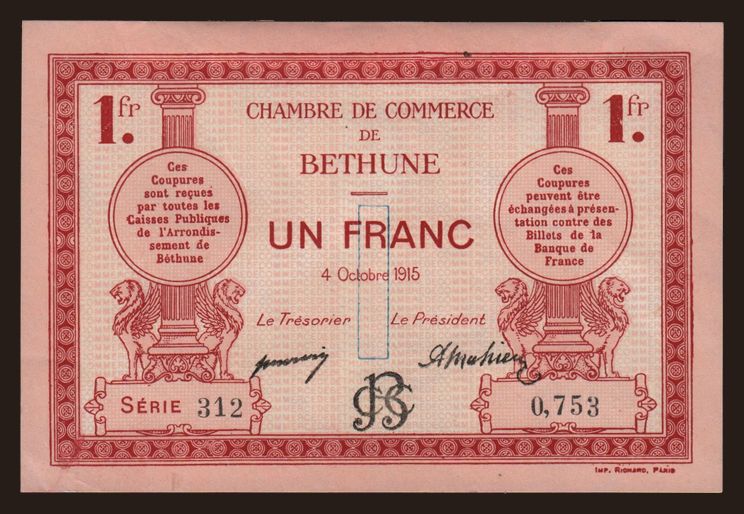 1.fr
CHAMBRE DE COMMERCE
DE
BETHUNE
1.fr
Ces
Coupures
sont reçues
par toutes les
Caisses Publiques
de l'Arrondis-
sement de
Béthune
Ces
Coupures
peuvent être
échangées à présen-
tation contre des
Billets de la
Banque de
France
UN FRANC
4 Octobre 1915
Le Trésorier
Le Président
SÉRIE 312
0,753
IMP. RICHARD, PARIS